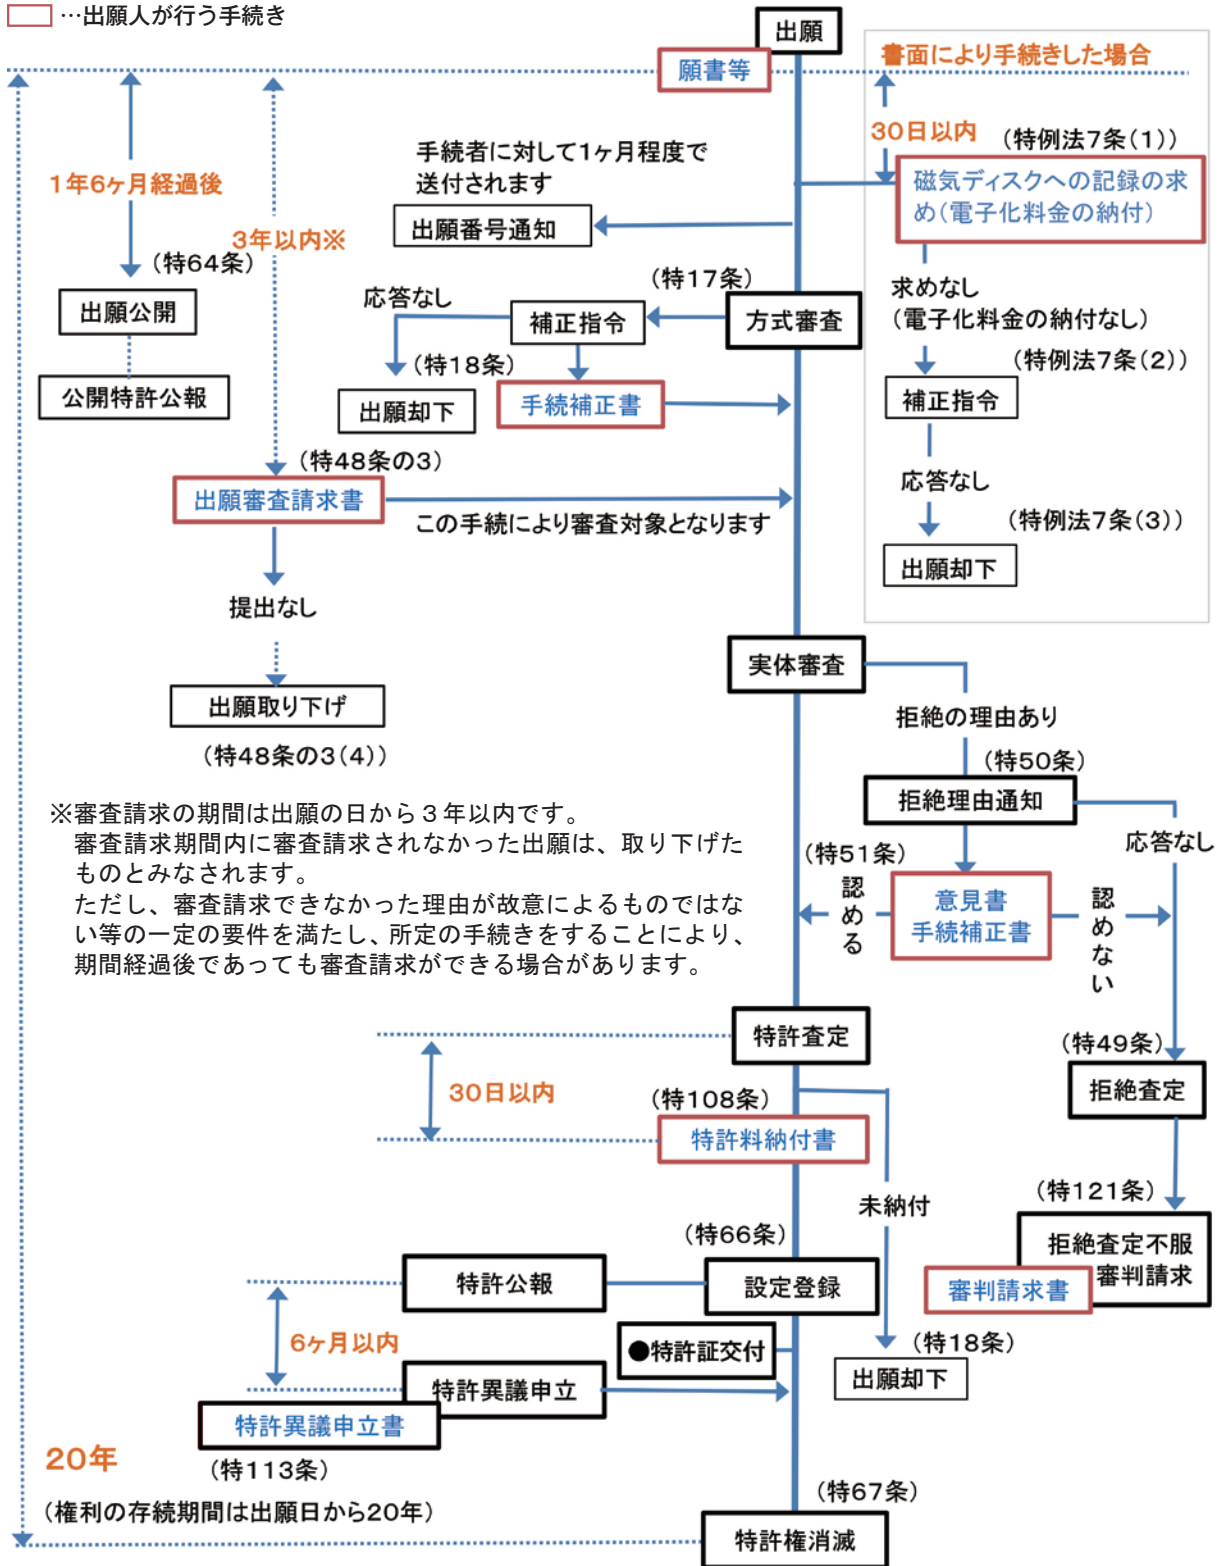 …出願人が行う手続き
出願
願書等
書面により手続きした場合
30日以内
(特例法7条(1))
磁気ディスクへの記録の求
め(電子化料金の納付)
手続者に対して1ヶ月程度で
送付されます
出願番号通知
1年6ヶ月経過後
3年以内※
(特64条)
出願公開
公開特許公報
(特17条)
方式審査
補正指令
応答なし
(特18条)
出願却下
手続補正書
求めなし
(電子化料金の納付なし)
(特例法7条(2))
補正指令
応答なし
(特例法7条(3))
出願却下
(特48条の3)
出願審査請求書
この手続により審査対象となります
提出なし
出願取り下げ
(特48条の3(4))
実体審査
拒絶の理由あり
(特50条)
拒絶理由通知
応答なし
(特51条)
認める
意見書
手続補正書
認めない
※審査請求の期間は出願の日から3年以内です。
審査請求期間内に審査請求されなかった出願は、取り下げた
ものとみなされます。
ただし、審査請求できなかった理由が故意によるものではな
い等の一定の要件を満たし、所定の手続きをすることにより、
期間経過後であっても審査請求ができる場合があります。
特許査定
(特49条)
拒絶査定
30日以内
(特108条)
特許料納付書
未納付
(特121条)
拒絶査定不服
審判請求
審判請求書
(特66条)
特許公報
設定登録
6ヶ月以内
●特許証交付
(特18条)
出願却下
特許異議申立
特許異議申立書
(特113条)
20年
(権利の存続期間は出願日から20年)
(特67条)
特許権消滅